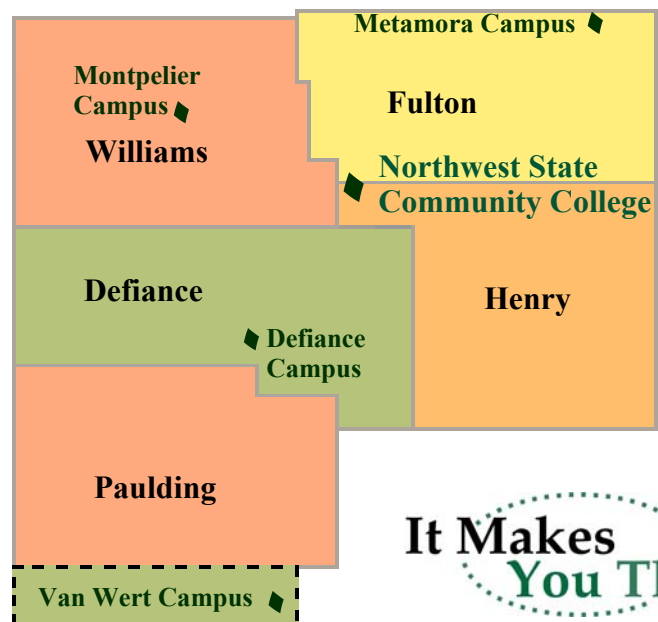 Metamora Campus
Montpelier
Campus
Fulton
Williams
Northwest State
Community College
Defiance
Henry
Defiance
Campus
Paulding
It Makes
You
Van Wert Campus